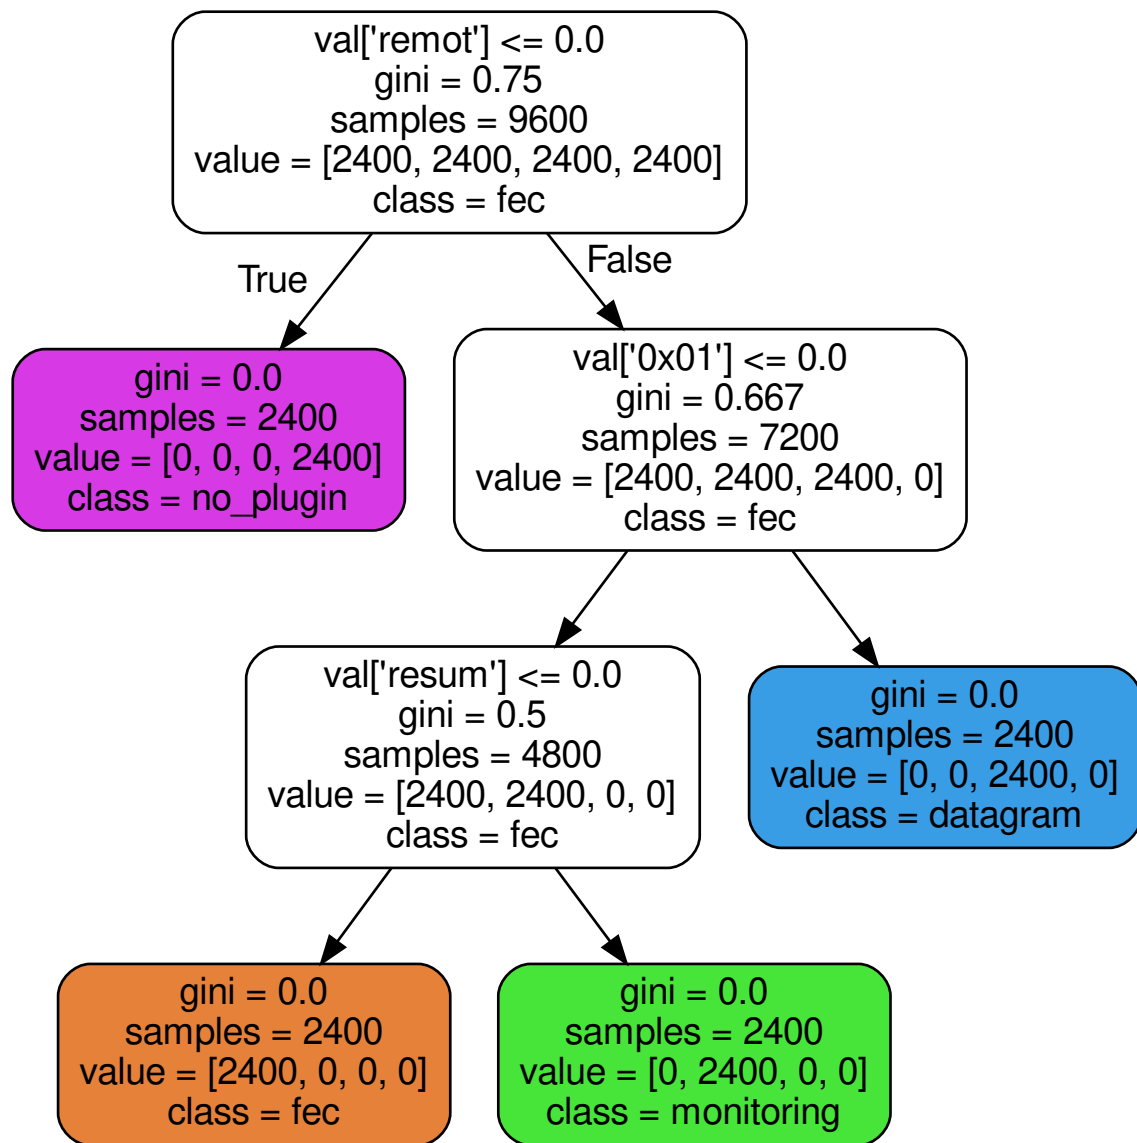 val['remot'] <= 0.0
gini = 0.75
samples = 9600
value = [2400, 2400, 2400, 2400]
class = fec
True
False
gini = 0.0
samples = 2400
value = [0, 0, 0, 2400]
class = no_plugin
val['0x01'] <= 0.0
gini = 0.667
samples = 7200
value = [2400, 2400, 2400, 0]
class = fec
val['resum'] <= 0.0
gini = 0.5
samples = 4800
value = [2400, 2400, 0, 0]
class = fec
gini = 0.0
samples = 2400
value = [0, 0, 2400, 0]
class = datagram
gini = 0.0
samples = 2400
value = [2400, 0, 0, 0]
class = fec
gini = 0.0
samples = 2400
value = [0, 2400, 0, 0]
class = monitoring